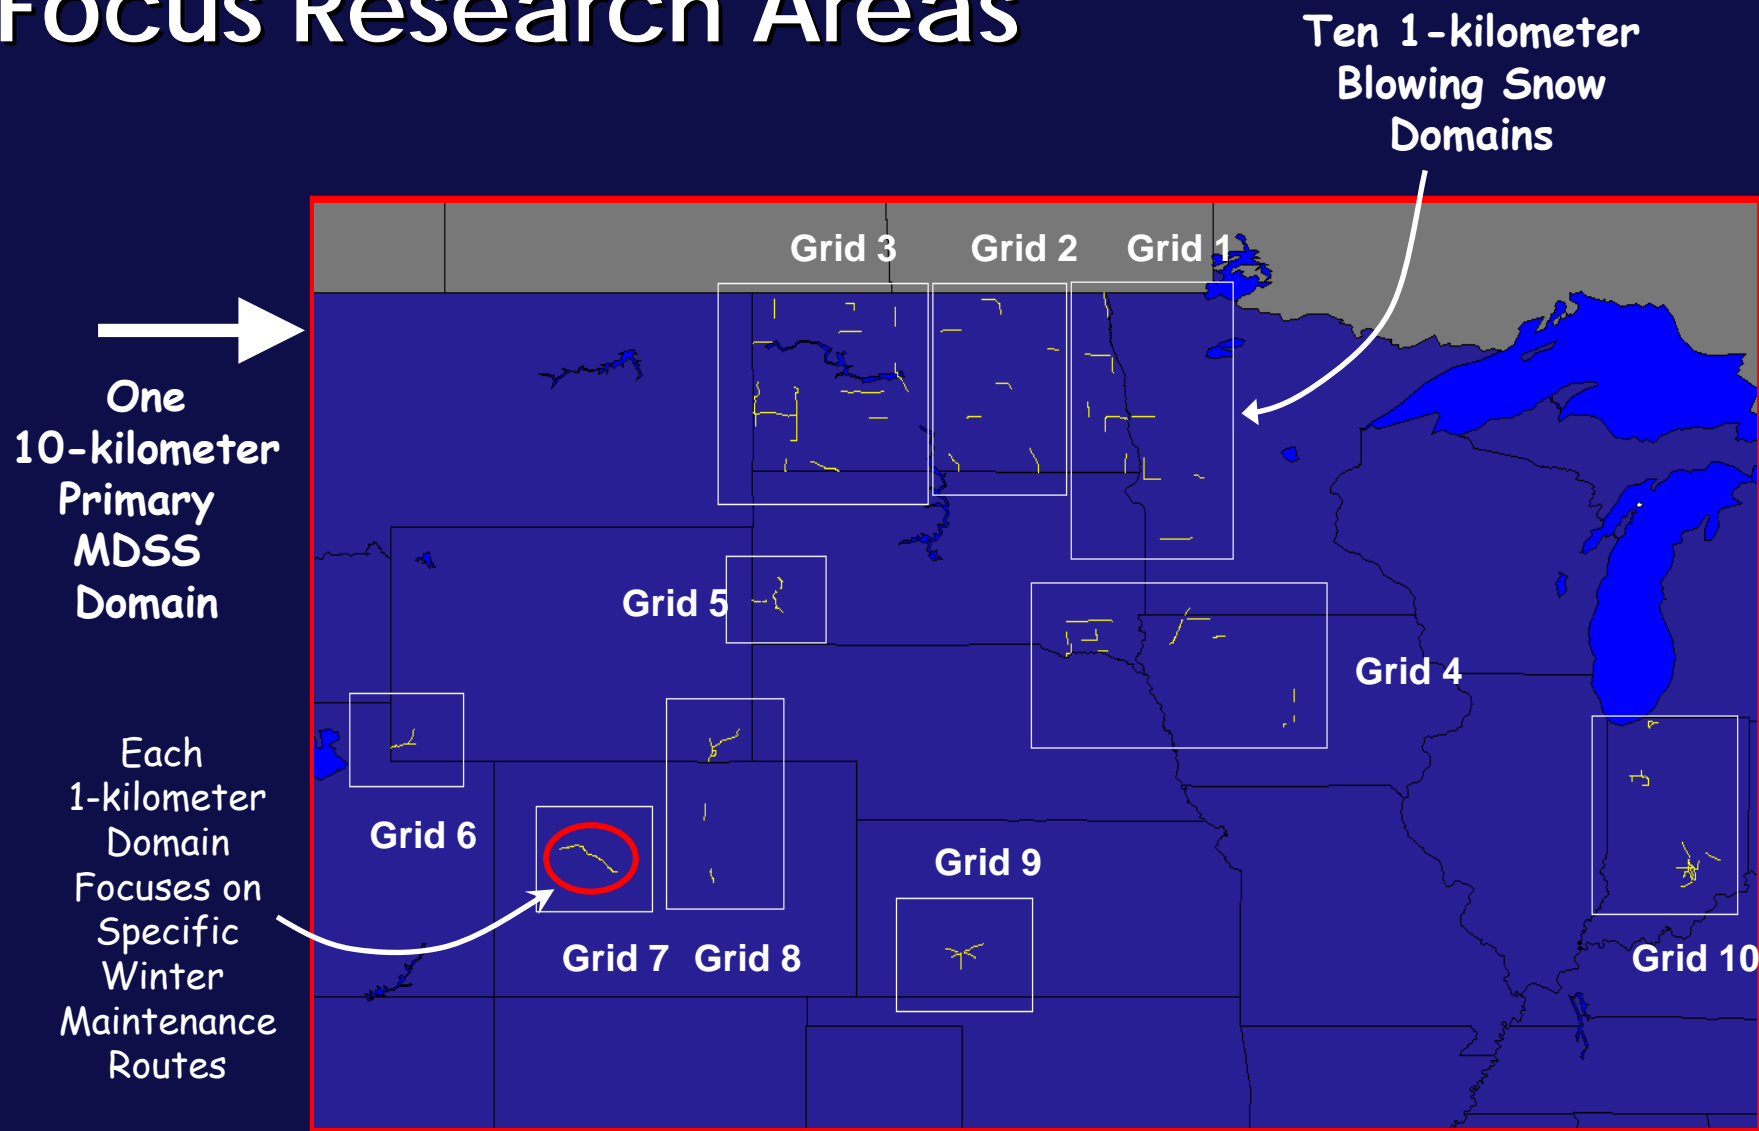 Focus Research Areas
Ten 1-kilometer
Blowing Snow
Domains
Grid 3
Grid 2
Grid 1
One
10-kilometer
Primary
MDSS
Domain
Grid 5
Grid 4
Each
1-kilometer
Domain
Focuses on
Specific
Winter
Maintenance
Routes
Grid 6
Grid 9
Grid 7
Grid 8
Grid 10